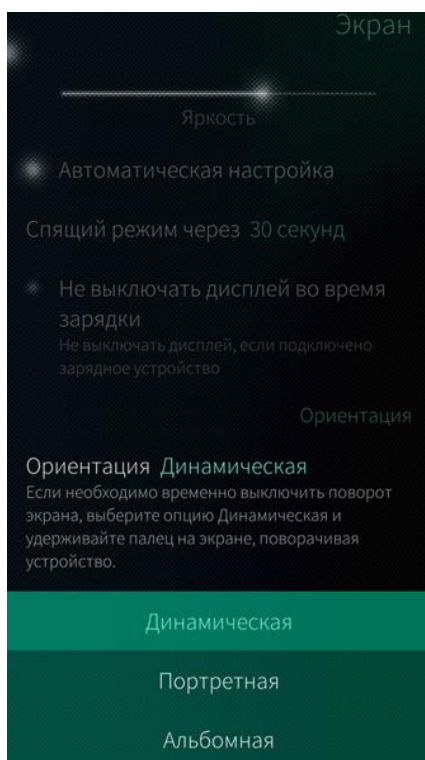 Экран
Яркость
Автоматическая настройка
Спящий режим через 30 секунд
Не выключать дисплей во время
зарядки
Не выключать дисплей, если подключено
зарядное устройство
Ориентация
Ориентация Динамическая
Если необходимо временно выключить поворот
экрана, выберите опцию Динамическая и
удерживайте палец на экране, поворачивая
устройство.
Динамическая
Портретная
Альбомная